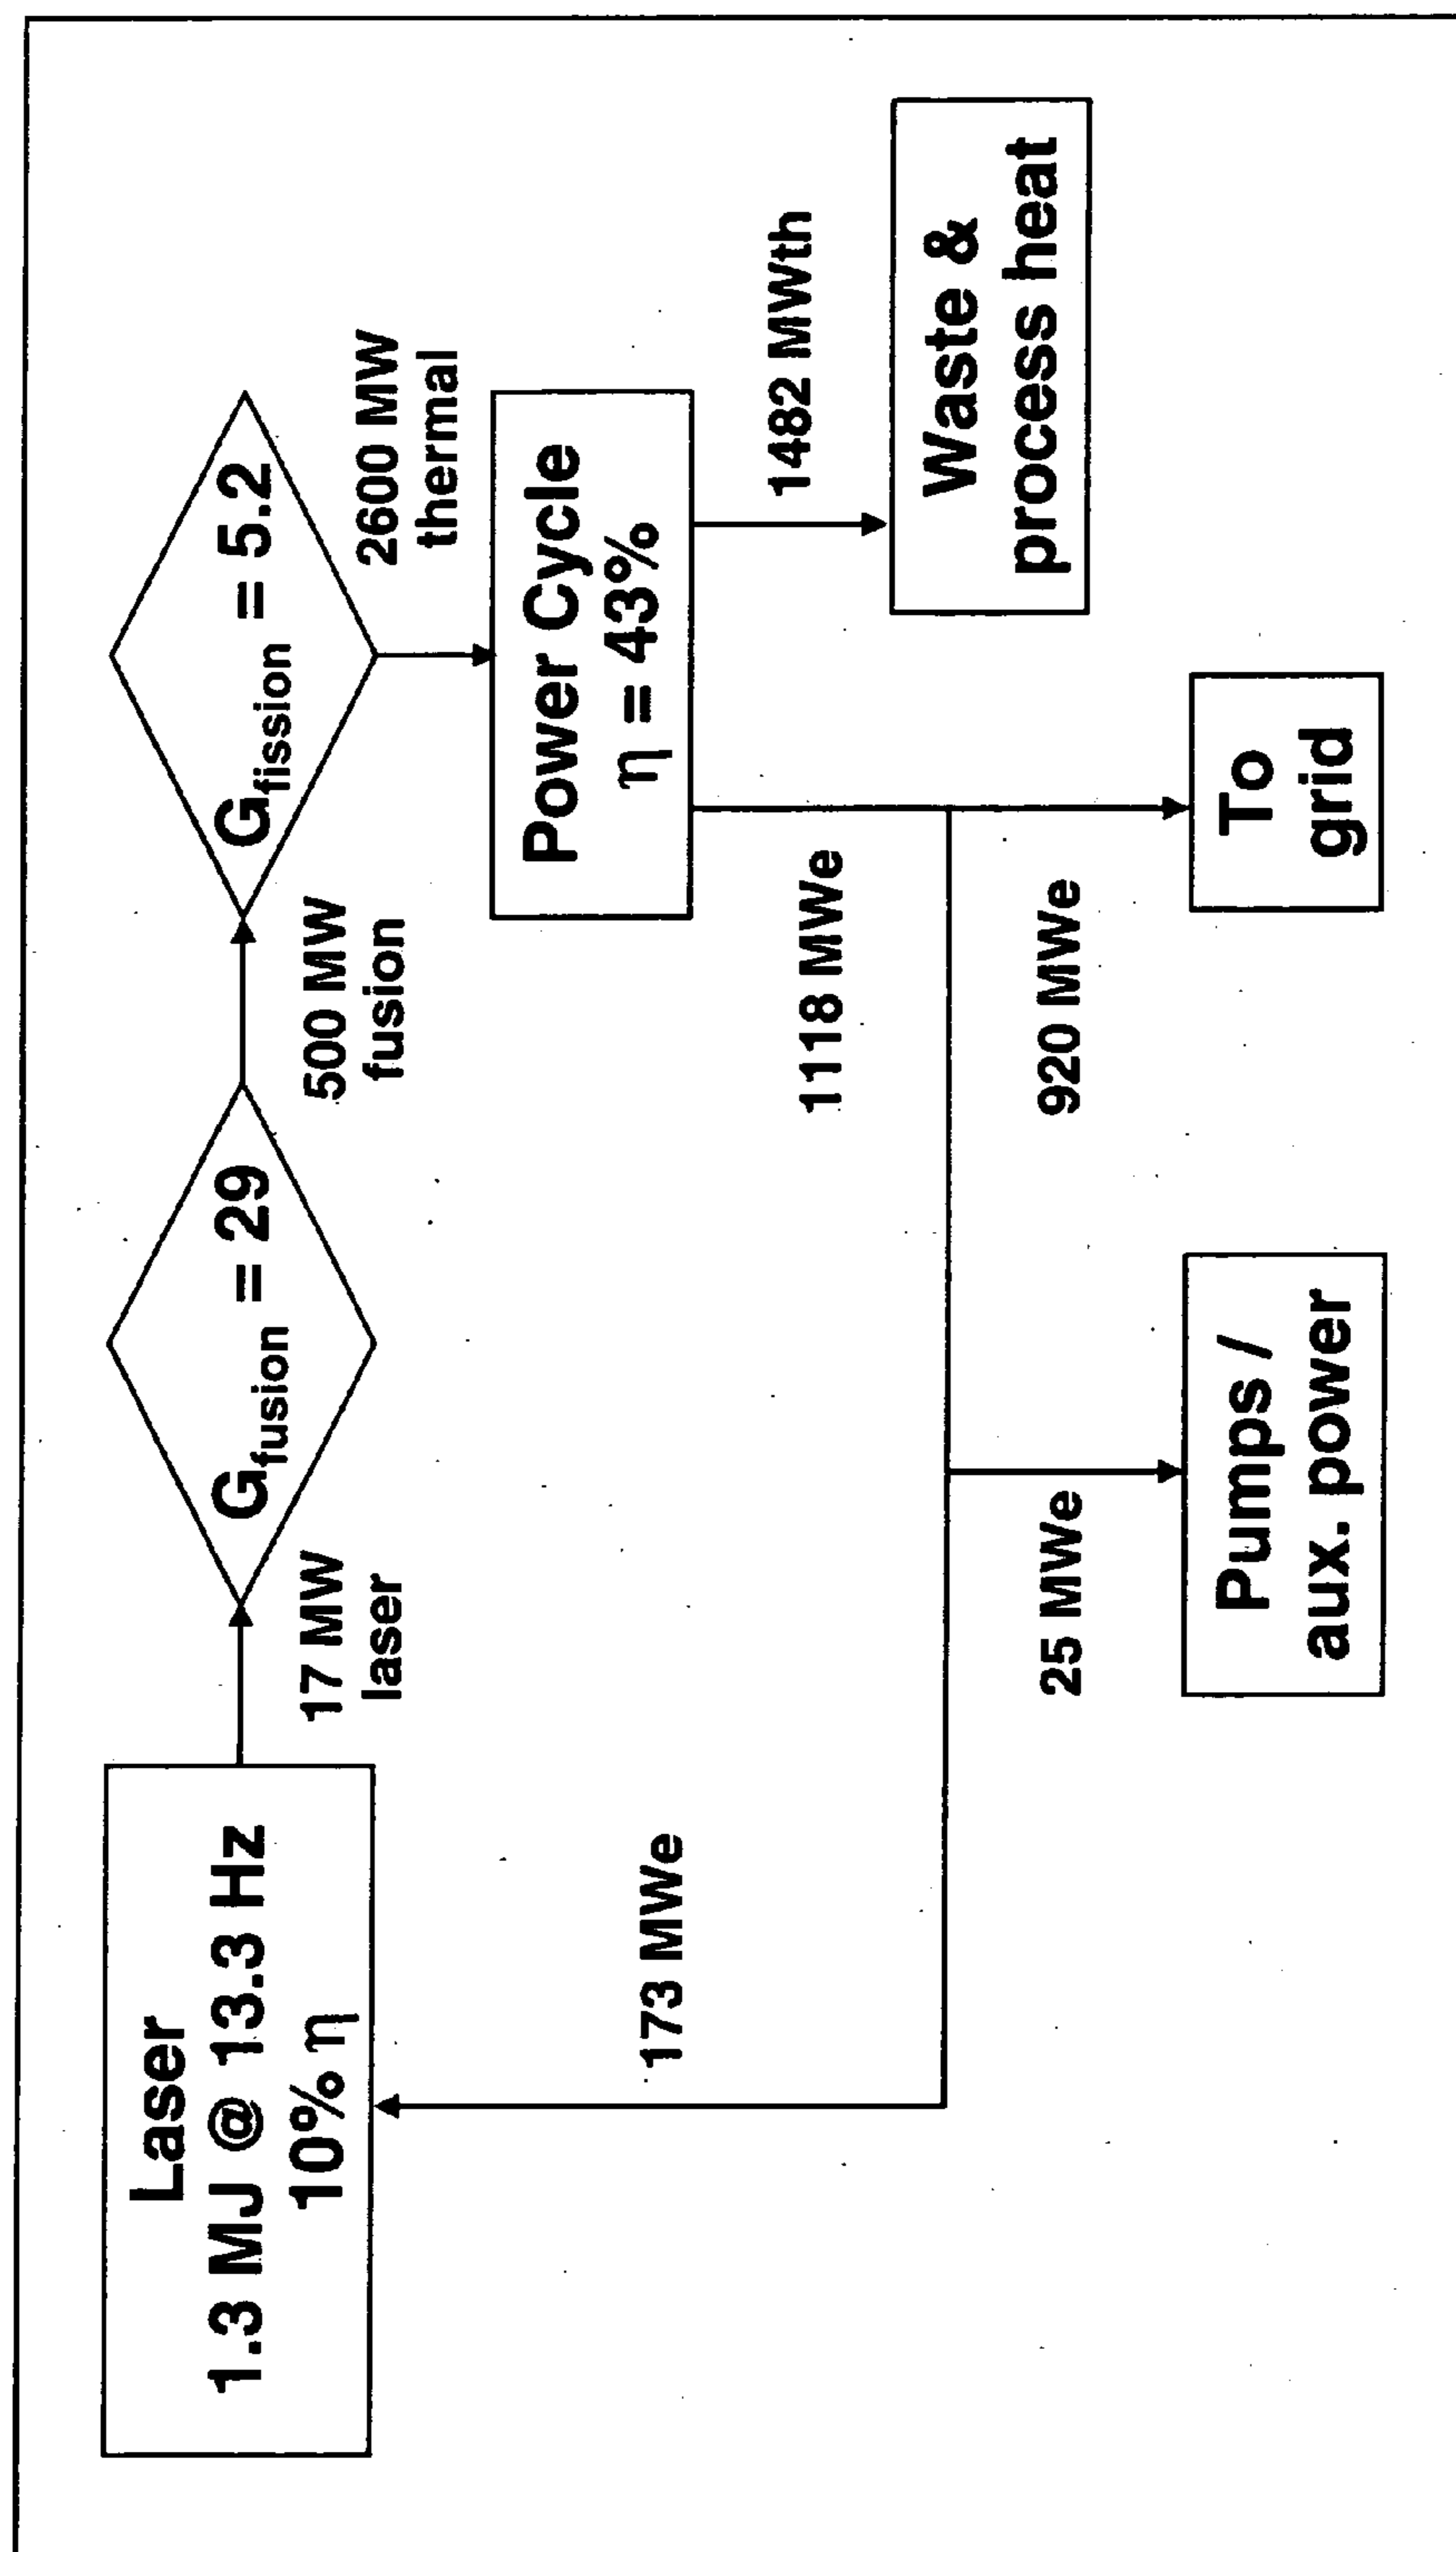 Laser
1.3 MJ @ 13.3 Hz
10% η
17 MW
laser
Gfusion = 29
500 MW
fusion
Gfission = 5.2
2600 MW
thermal
Power Cycle
η = 43%
1482 MWth
Waste &
process heat
1118 MWe
920 MWe
To
grid
25 MWe
Pumps /
aux. power
173 MWe